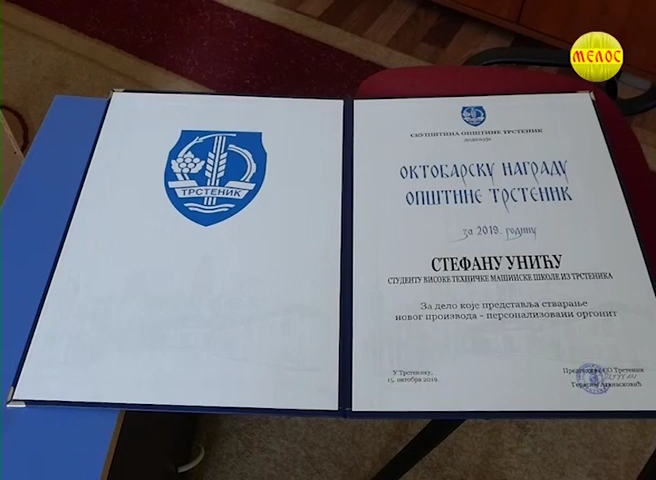 МЕЛОС
ТРСТЕНИК
СКУПШТИНА ОПШТИНЕ ТРСТЕНИК
додељује
ОКТОБАРСКУ НАГРАДУ
ОПШТИНЕ ТРСТЕНИК
за 2019. годину
СТЕФАНУ УНИЋУ
СТУДЕНТУ ВИСОКЕ ТЕХНИЧКЕ МАШИНСКЕ ШКОЛЕ ИЗ ТРСТЕНИКА
За дело које представља стварање
новог производа - персонализовани оргонит
У Трстенику,
15. октобра 2019.
Председник СО Трстеник